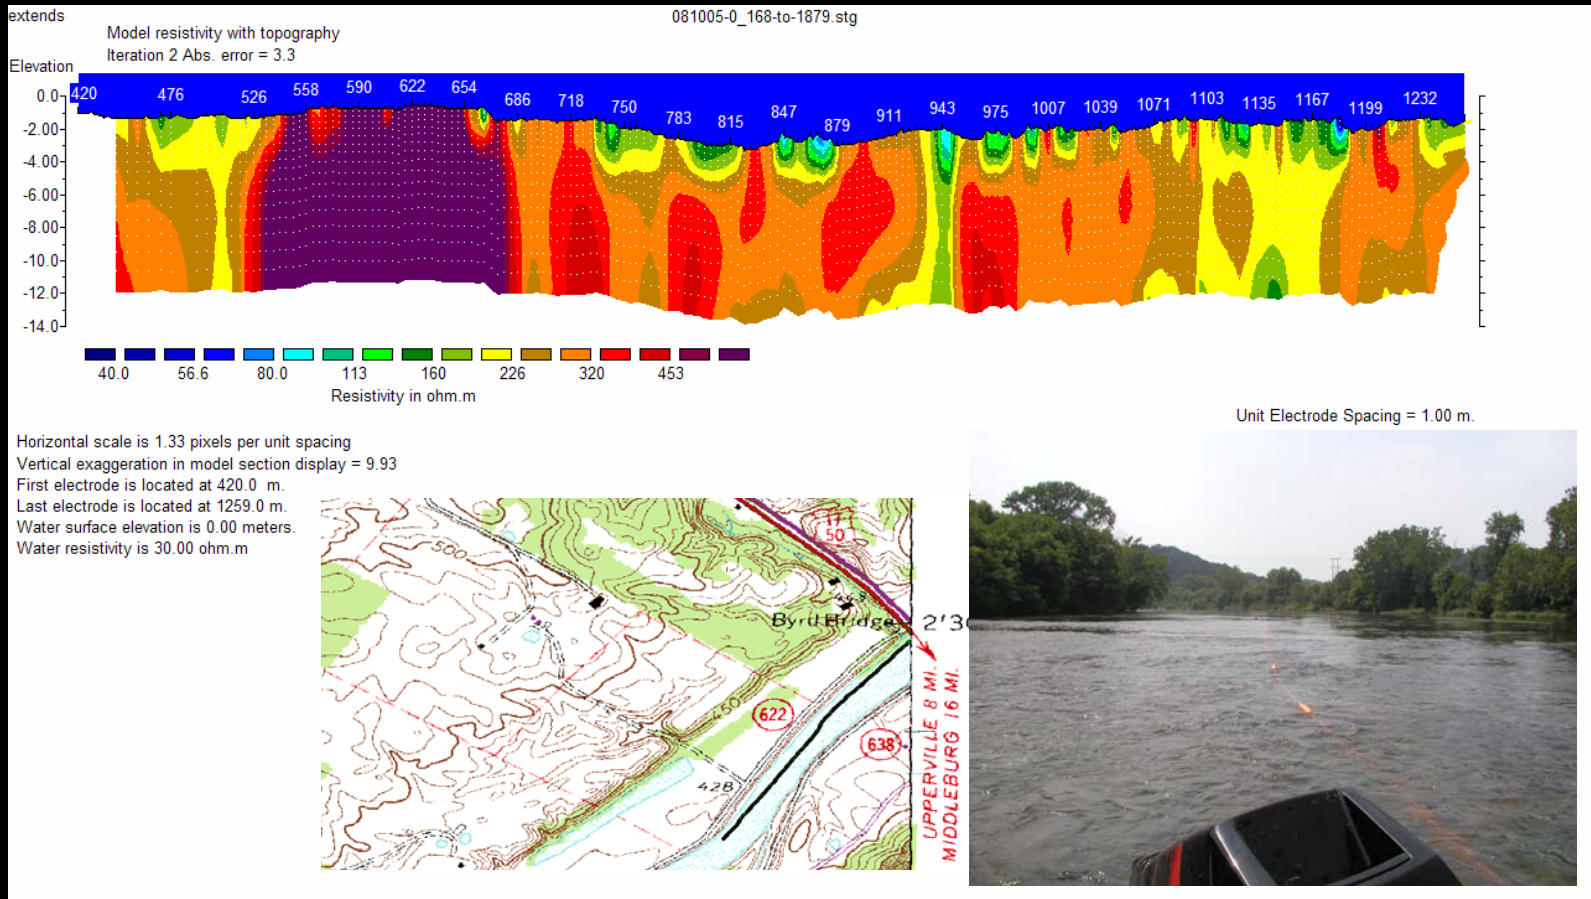 extends
081005-0_168-to-1879.stg
Model resistivity with topography
Iteration 2 Abs. error = 3.3
Elevation
420 476 526 558 590 622 654 686 718 750 783 815 847 879 911 943 975 1007 1039 1071 1103 1135 1167 1199 1232
0.0
-2.00
-4.00
-6.00
-8.00
-10.0
-12.0
-14.0
40.0 56.6 80.0 113 160 226 320 453
Resistivity in ohm.m
Unit Electrode Spacing = 1.00 m.
Horizontal scale is 1.33 pixels per unit spacing
Vertical exaggeration in model section display = 9.93
First electrode is located at 420.0 m.
Last electrode is located at 1259.0 m.
Water surface elevation is 0.00 meters.
Water resistivity is 30.00 ohm.m
17
50
500
Byrd Bridge
2'30
450
622
638
428
UPPERVILLE 8 MI.
MIDDLEBURG 16 MI.